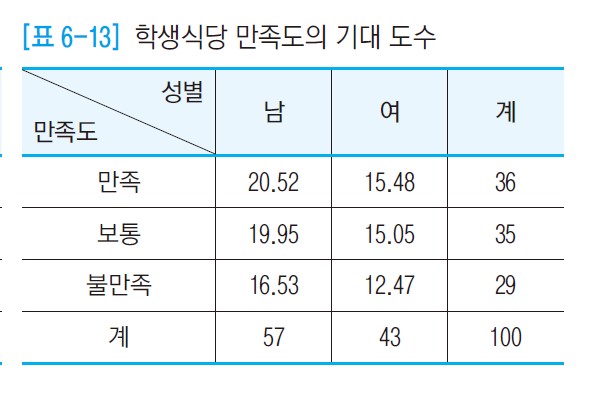 [표 6-13] 학생식당 만족도의 기대 도수
성별
만족도 남 여 계
만족 20.52 15.48 36
보통 19.95 15.05 35
불만족 16.53 12.47 29
계 57 43 100